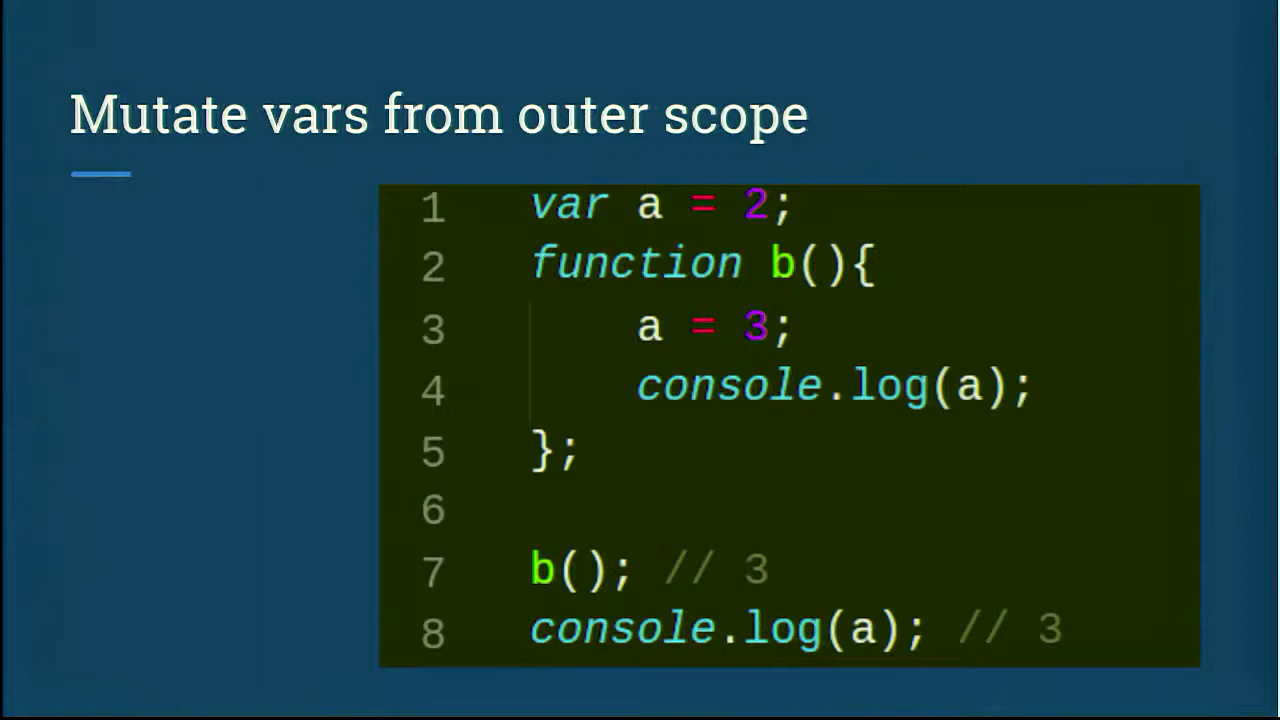 Mutate vars from outer scope
1 var a = 2;
2 function b(){
3 a = 3;
4 console.log(a);
5 };
6
7 b(); // 3
8 console.log(a); // 3